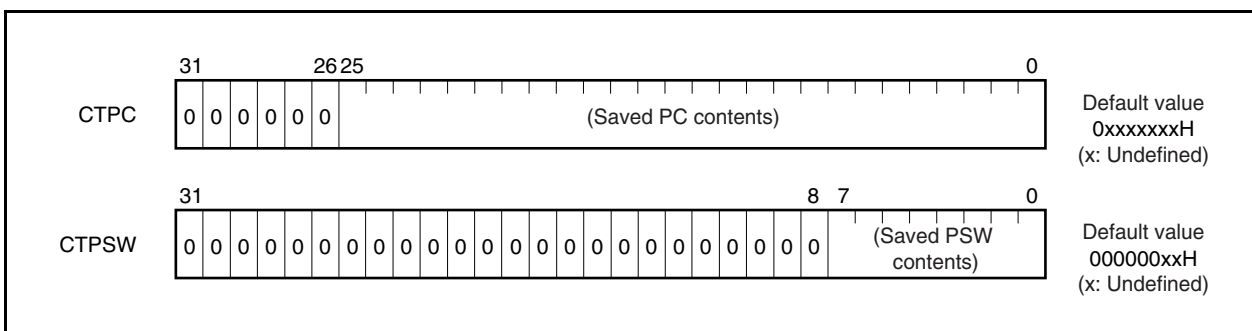 31 26 25 0
CTPC 0 0 0 0 0 0 (Saved PC contents) Default value
0xxxxxxxH
(x: Undefined)
31 8 7 0
CTPSW 0 0 0 0 0 0 0 0 0 0 0 0 0 0 0 0 0 0 0 0 0 0 0 0 (Saved PSW
contents) Default value
000000xxH
(x: Undefined)